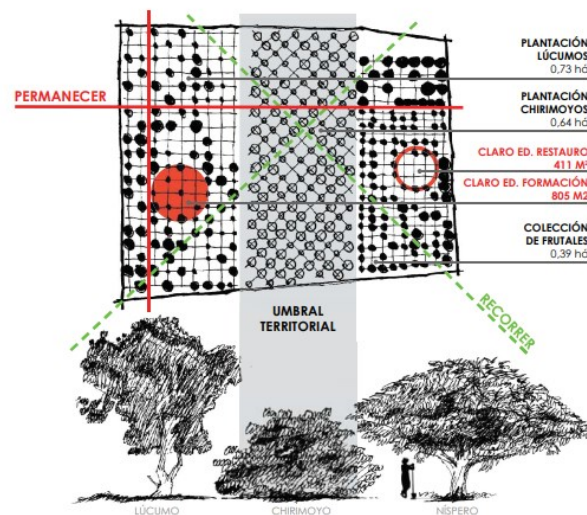 PLANTACIÓN
LÚCUMOS
0,73 há
PERMANECER
PLANTACIÓN
CHIRIMOYOS
0,64 há
CLARO ED. RESTAURO
411 M²
CLARO ED. FORMACIÓN
805 M2
COLECCIÓN
DE FRUTALES
0,39 há
RECORRER
UMBRAL
TERRITORIAL
LÚCUMO
CHIRIMOYO
NÍSPERO